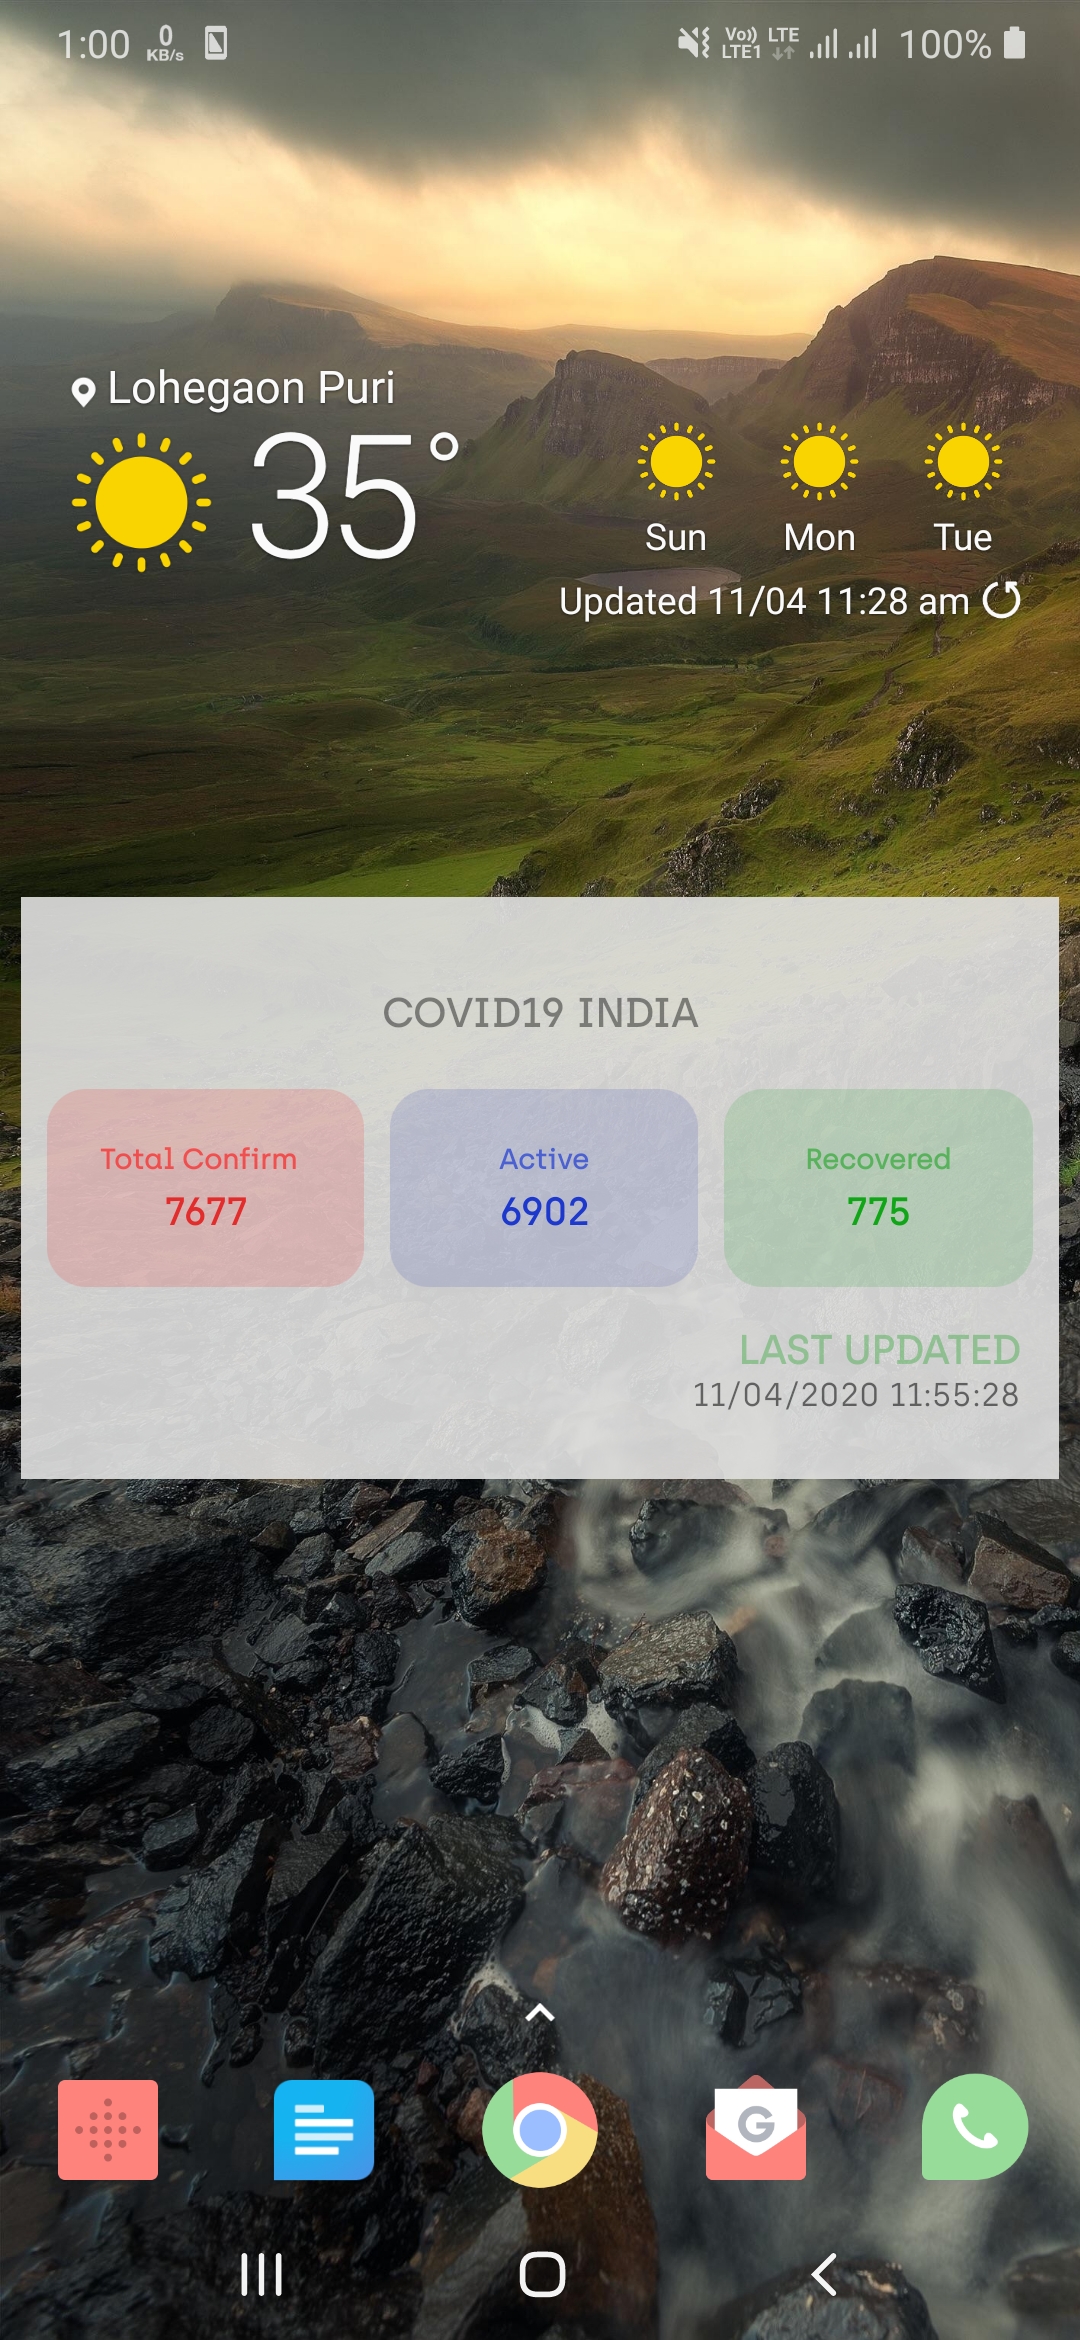 1:00 0 KB/s Vo)) LTE1 LTE 100%
Lohegaon Puri
35°
Sun Mon Tue
Updated 11/04 11:28 am
COVID19 INDIA
Total Confirm Active Recovered
7677 6902 775
LAST UPDATED
11/04/2020 11:55:28
G